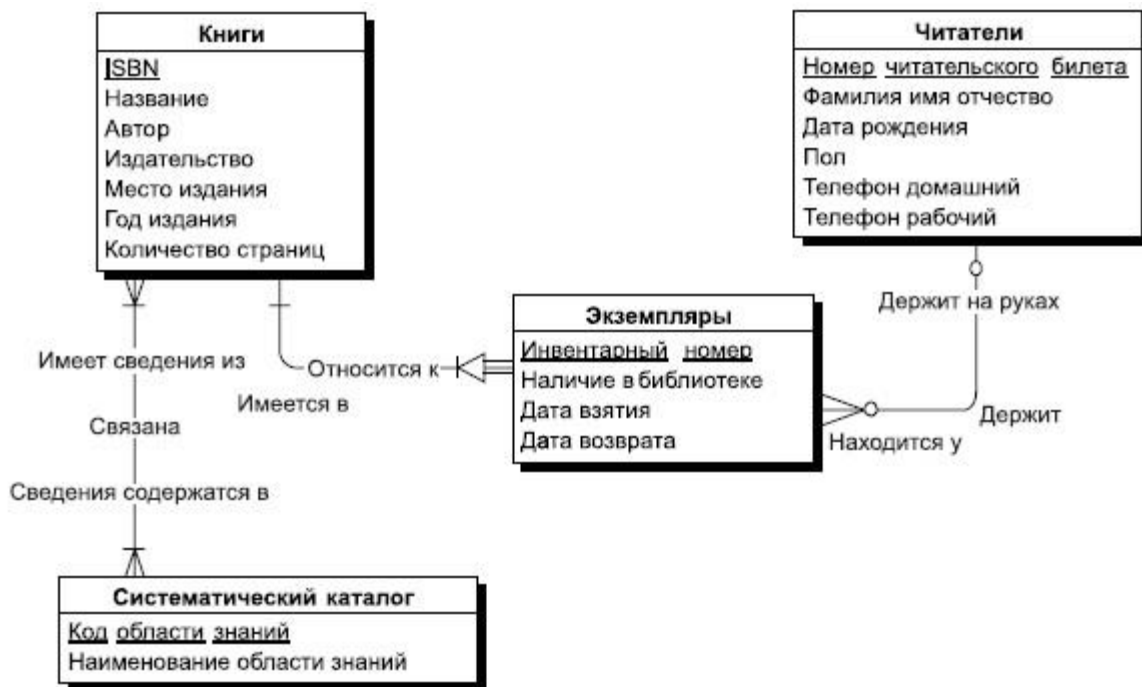 Книги
ISBN
Название
Автор
Издательство
Место издания
Год издания
Количество страниц
Читатели
Номер читательского билета
Фамилия имя отчество
Дата рождения
Пол
Телефон домашний
Телефон рабочий
Держит на руках
Экземпляры
Инвентарный номер
Наличие в библиотеке
Дата взятия
Дата возврата
Имеет сведения из
Относится к
Имеется в
Связана
Держит
Находится у
Сведения содержатся в
Систематический каталог
Код области знаний
Наименование области знаний